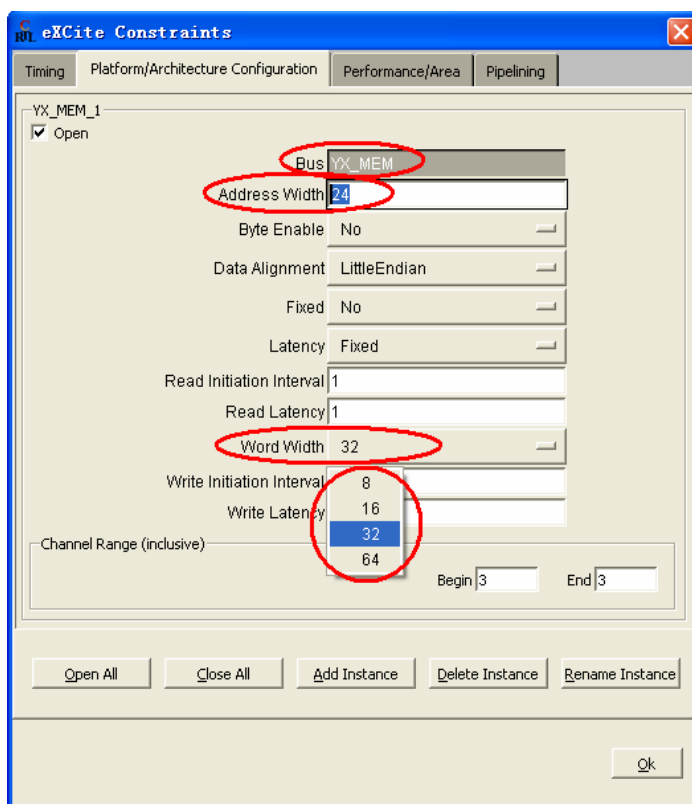 C RTL eXCite Constraints
Timing Platform/Architecture Configuration Performance/Area Pipelining
YX_MEM_1
Open
Bus YX_MEM
Address Width 24
Byte Enable No
Data Alignment LittleEndian
Fixed No
Latency Fixed
Read Initiation Interval 1
Read Latency 1
Word Width 32
Write Initiation Interval
8
Write Latency
16
32
64
Channel Range (inclusive)
Begin 3 End 3
Open All Close All Add Instance Delete Instance Rename Instance
Ok